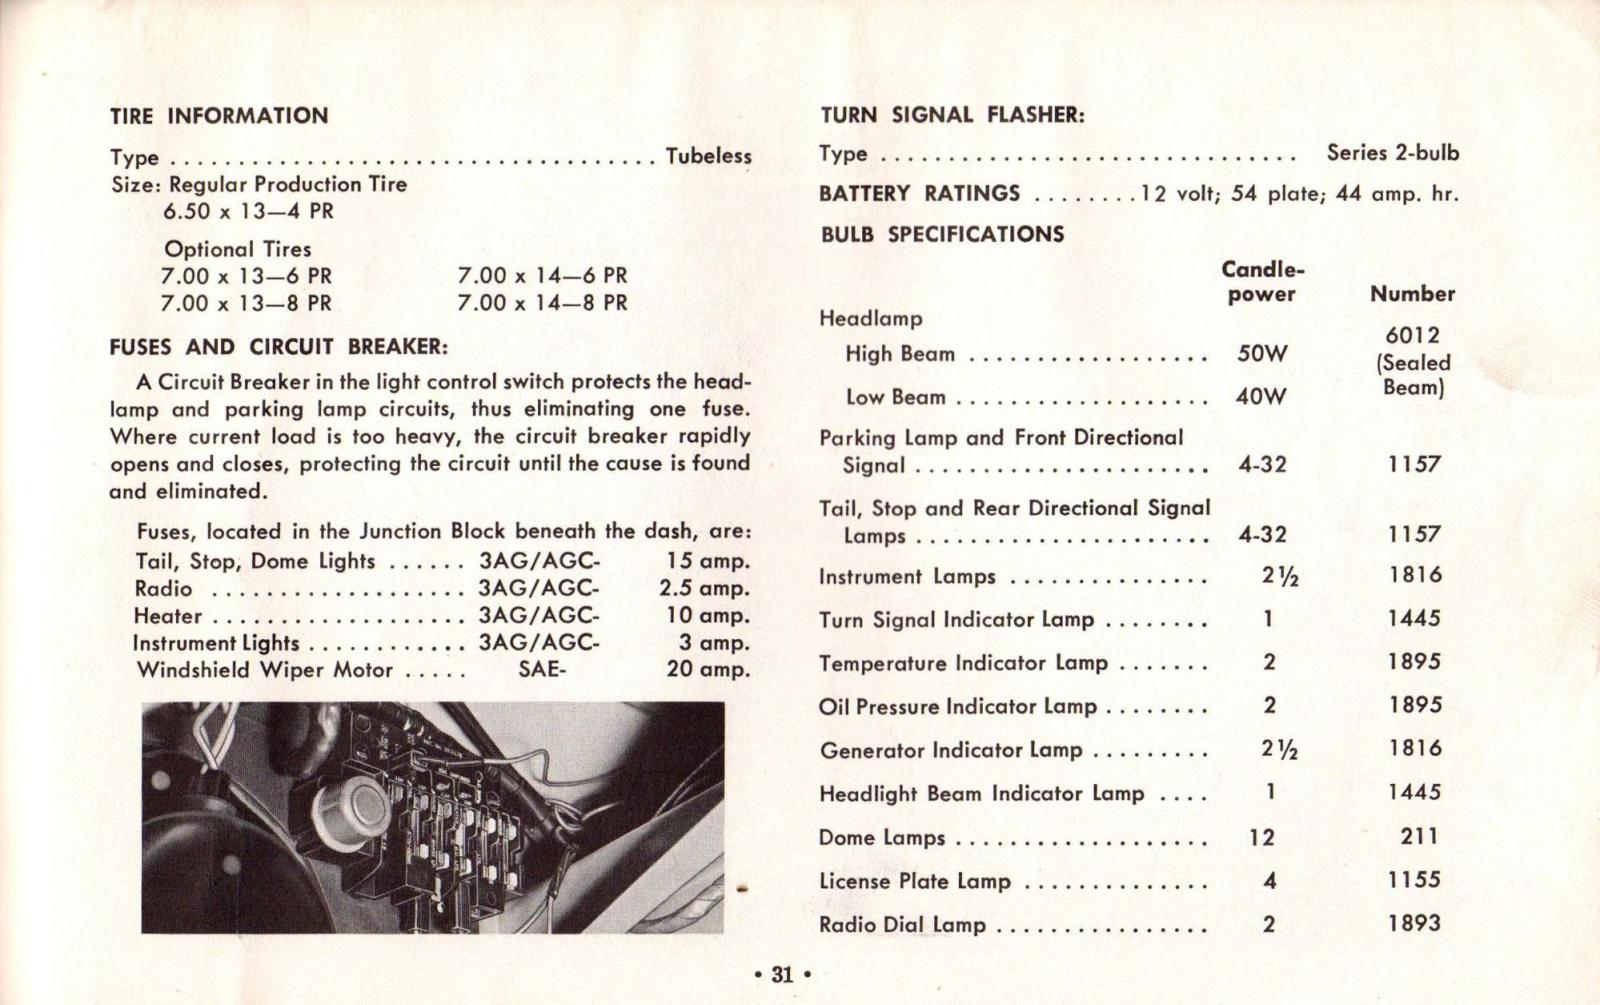 TIRE INFORMATION
Type . . . . . . . . . . . . . . . . . . . . . . . . . . . . . . . . . . . . Tubeless
Size: Regular Production Tire
6.50 x 13—4 PR
Optional Tires
7.00 x 13—6 PR 7.00 x 14—6 PR
7.00 x 13—8 PR 7.00 x 14—8 PR
FUSES AND CIRCUIT BREAKER:
A Circuit Breaker in the light control switch protects the head-
lamp and parking lamp circuits, thus eliminating one fuse.
Where current load is too heavy, the circuit breaker rapidly
opens and closes, protecting the circuit until the cause is found
and eliminated.
Fuses, located in the Junction Block beneath the dash, are:
Tail, Stop, Dome Lights . . . . . . 3AG/AGC- 15 amp.
Radio . . . . . . . . . . . . . . . . . . . 3AG/AGC- 2.5 amp.
Heater . . . . . . . . . . . . . . . . . . . 3AG/AGC- 10 amp.
Instrument Lights . . . . . . . . . . . . 3AG/AGC- 3 amp.
Windshield Wiper Motor . . . . . SAE- 20 amp.
TURN SIGNAL FLASHER:
Type . . . . . . . . . . . . . . . . . . . . . . . . . . . . . . . Series 2-bulb
BATTERY RATINGS . . . . . . . . 12 volt; 54 plate; 44 amp. hr.
BULB SPECIFICATIONS
Candle-
power Number
Headlamp
High Beam . . . . . . . . . . . . . . . . . . 50W 6012
(Sealed
Beam)
Low Beam . . . . . . . . . . . . . . . . . . . 40W
Parking Lamp and Front Directional
Signal . . . . . . . . . . . . . . . . . . . . . . 4-32 1157
Tail, Stop and Rear Directional Signal
Lamps . . . . . . . . . . . . . . . . . . . . . . 4-32 1157
Instrument Lamps . . . . . . . . . . . . . . . 2½ 1816
Turn Signal Indicator Lamp . . . . . . . . 1 1445
Temperature Indicator Lamp . . . . . . . 2 1895
Oil Pressure Indicator Lamp . . . . . . . . 2 1895
Generator Indicator Lamp . . . . . . . . . 2½ 1816
Headlight Beam Indicator Lamp . . . . 1 1445
Dome Lamps . . . . . . . . . . . . . . . . . . . 12 211
License Plate Lamp . . . . . . . . . . . . . . 4 1155
Radio Dial Lamp . . . . . . . . . . . . . . . . 2 1893
• 31 •